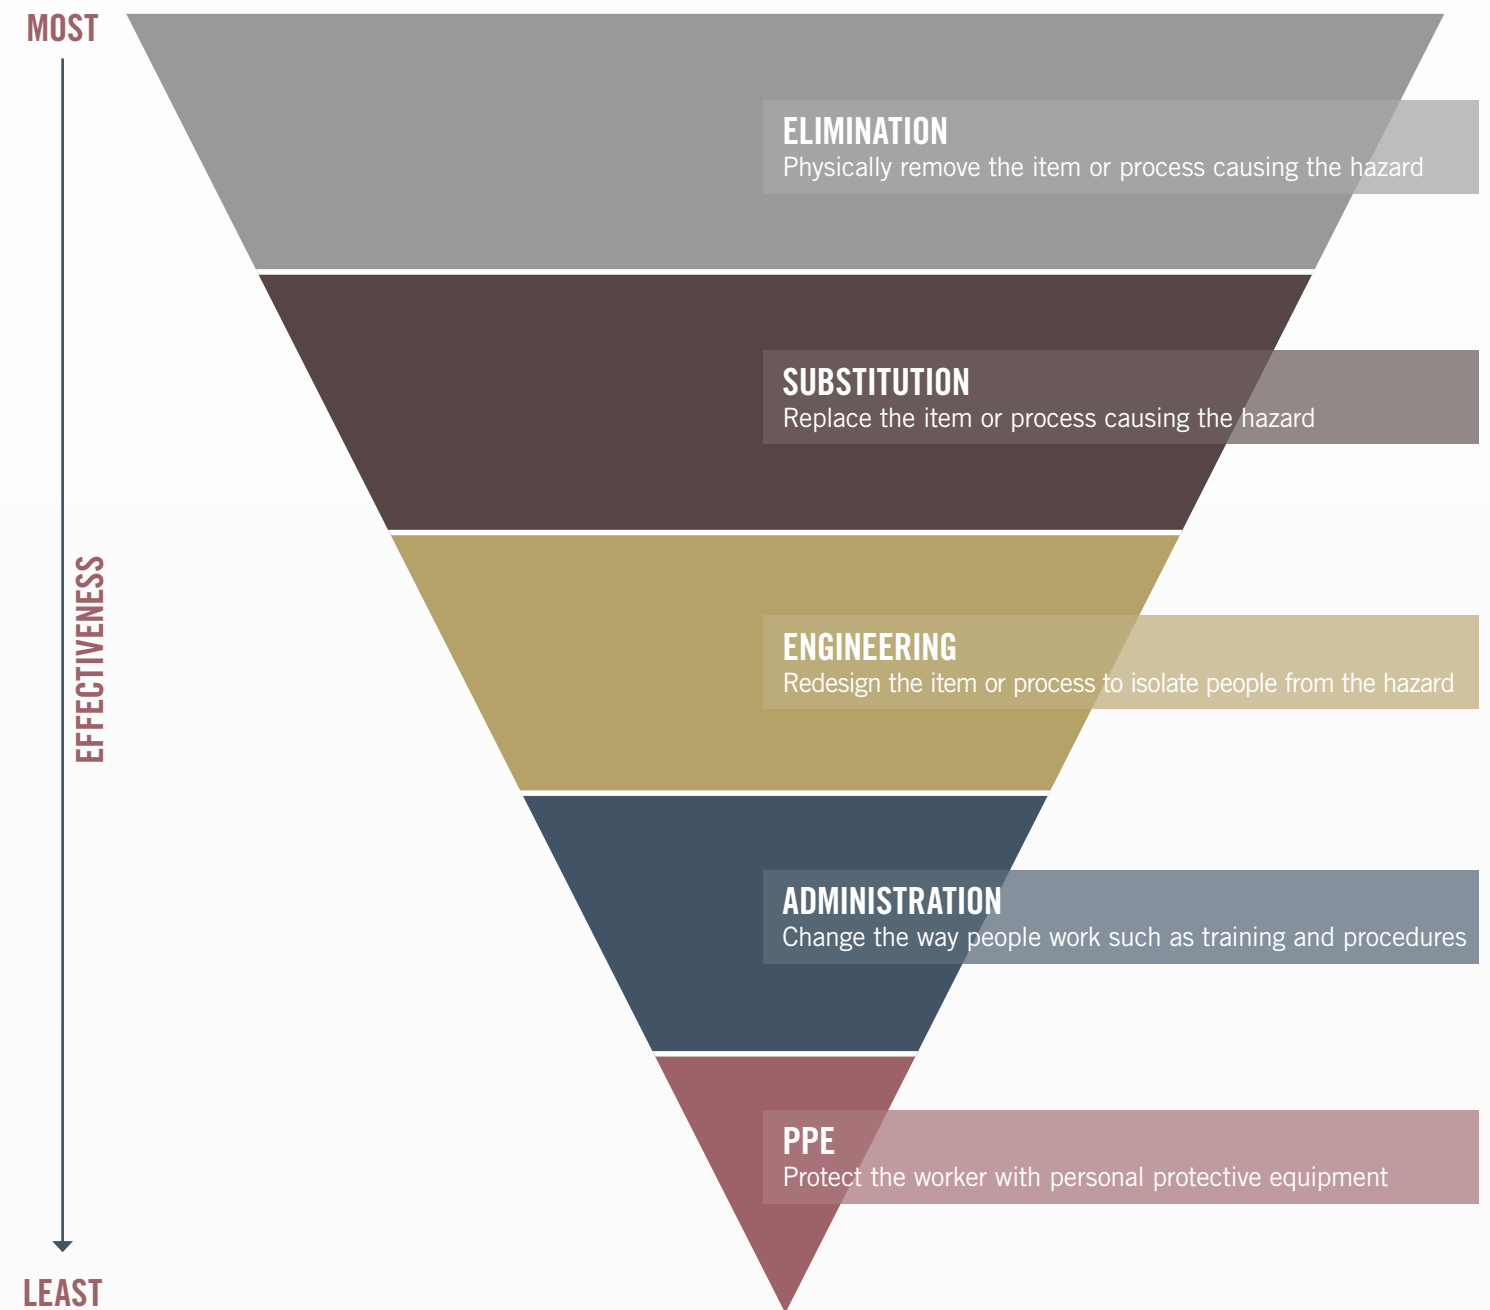 MOST
ELIMINATION
Physically remove the item or process causing the hazard
SUBSTITUTION
Replace the item or process causing the hazard
EFFECTIVENESS
ENGINEERING
Redesign the item or process to isolate people from the hazard
ADMINISTRATION
Change the way people work such as training and procedures
PPE
Protect the worker with personal protective equipment
LEAST